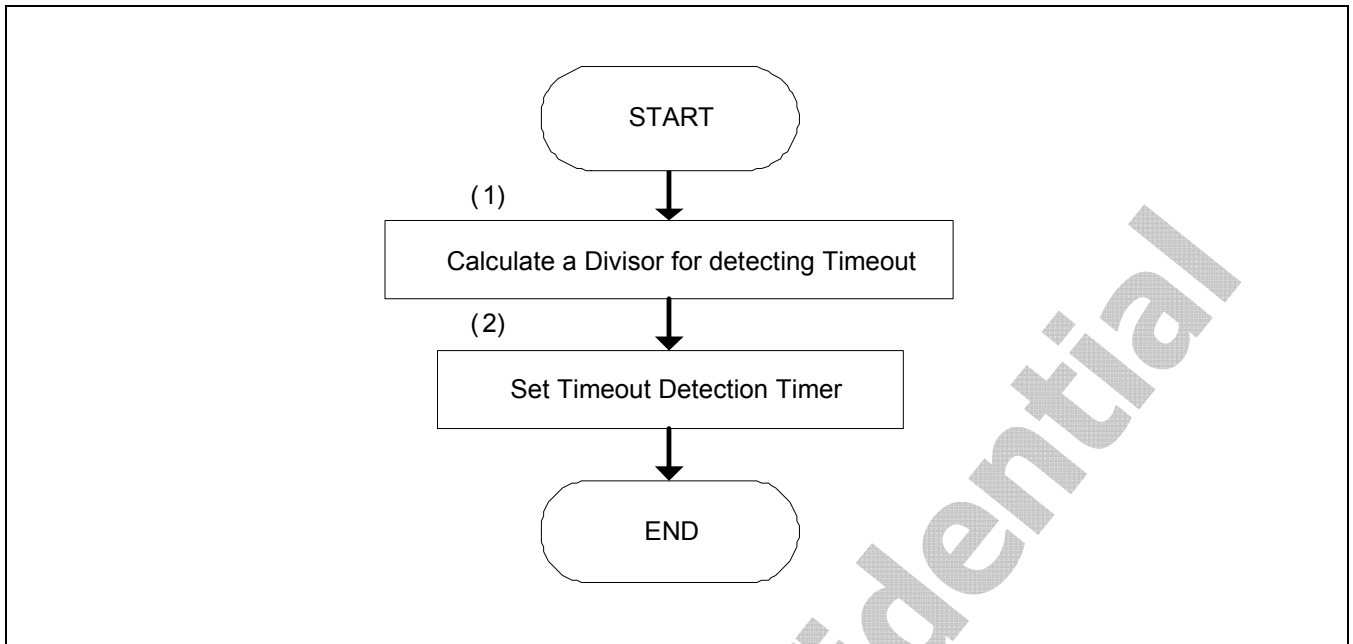 START
(1)
Calculate a Divisor for detecting Timeout
(2)
Set Timeout Detection Timer
END